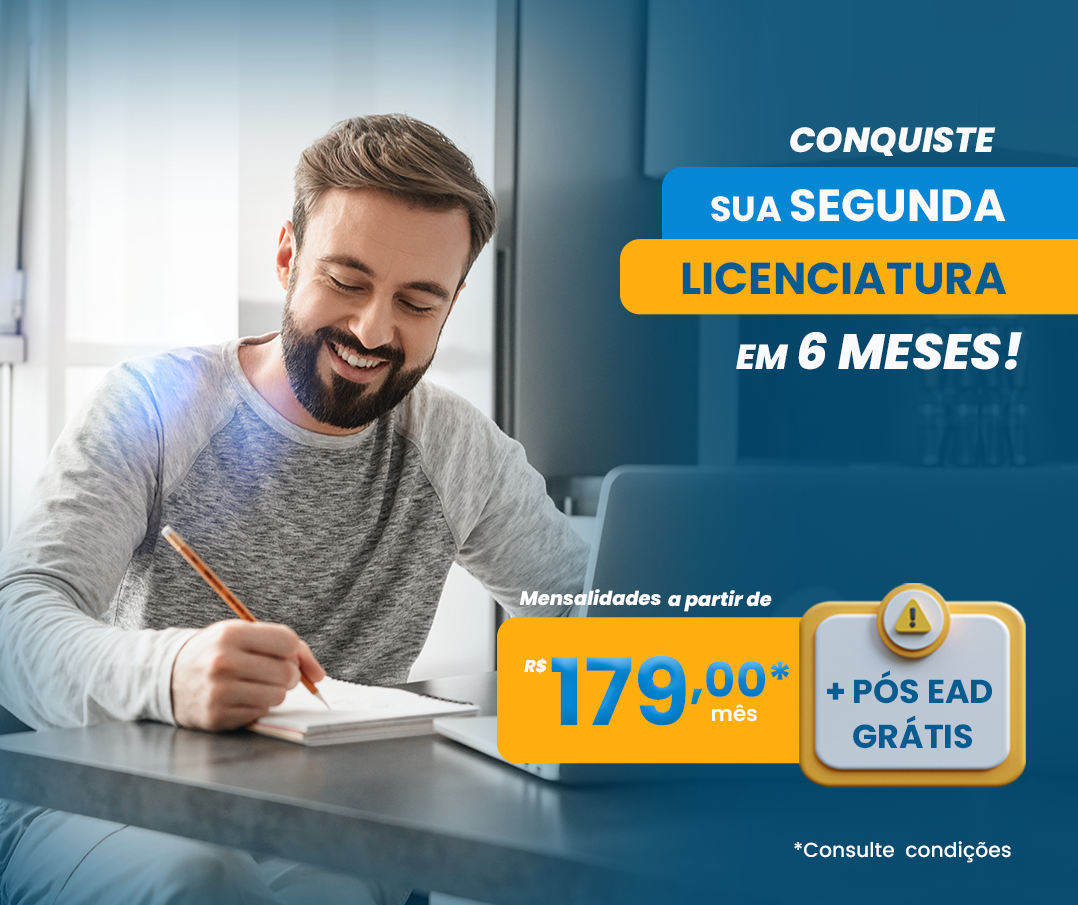 CONQUISTE
SUA SEGUNDA
LICENCIATURA
EM 6 MESES!
Mensalidades a partir de
R$ 179,00*
mês
+ PÓS EAD
GRÁTIS
*Consulte condições